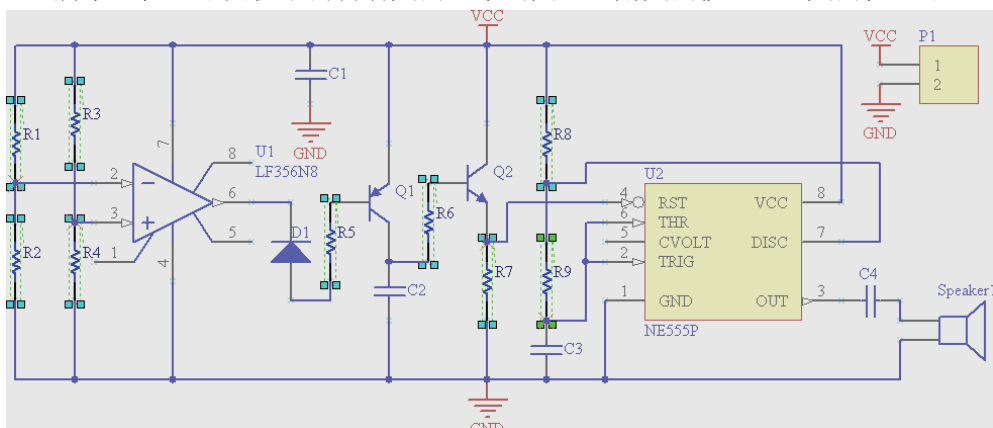 VCC
VCC
P1
1
2
GND
C1
GND
R1
R3
R8
7
8
U1
LF356N8
2
6
3
5
1
4
R2
R4
D1
R5
Q1
R6
Q2
C2
R7
R9
C3
U2
4 RST VCC 8
6 THR
5 CVOLT DISC 7
2 TRIG
1 GND OUT 3
NE555P
C4
Speaker1
GND